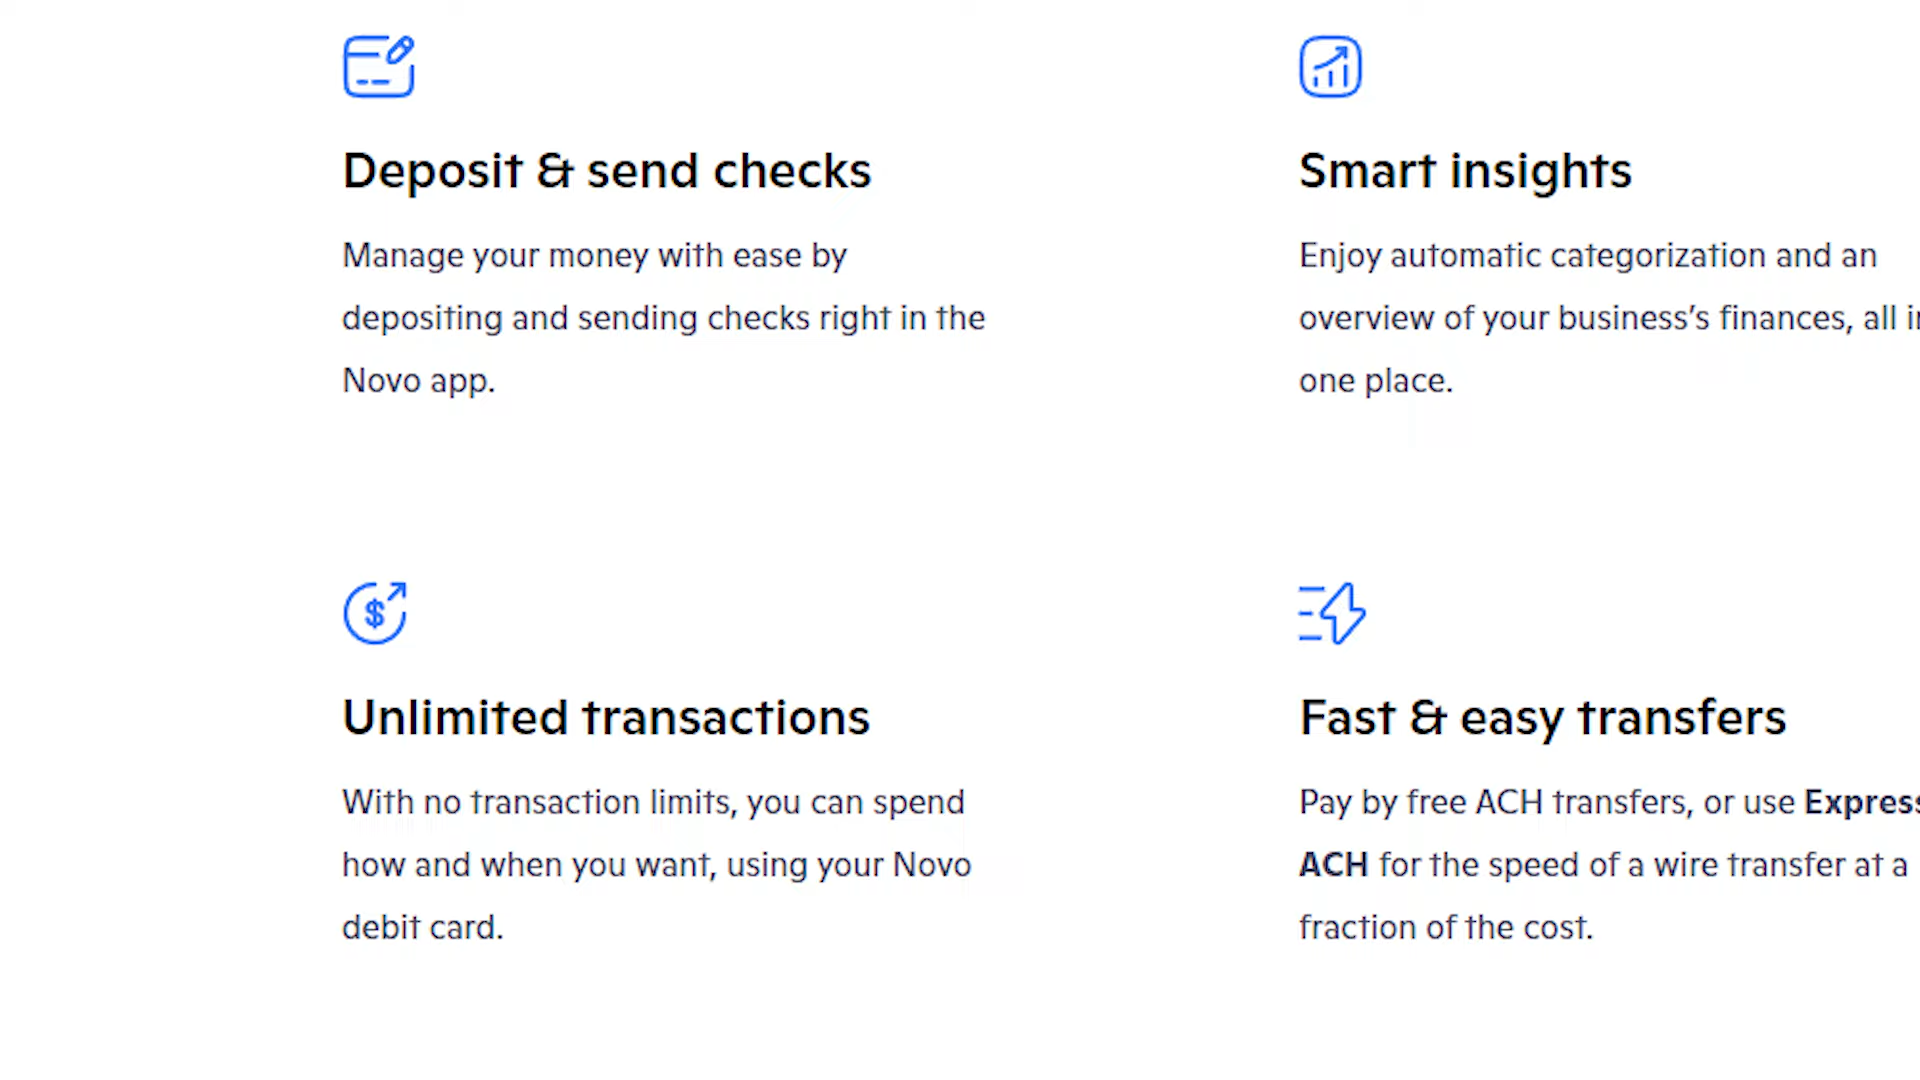 Deposit & send checks
Manage your money with ease by
depositing and sending checks right in the
Novo app.
Smart insights
Enjoy automatic categorization and an
overview of your business’s finances, all
one place.
$
Unlimited transactions
With no transaction limits, you can spend
how and when you want, using your Novo
debit card.
Fast & easy transfers
Pay by free ACH transfers, or use Express
ACH for the speed of a wire transfer at a
fraction of the cost.